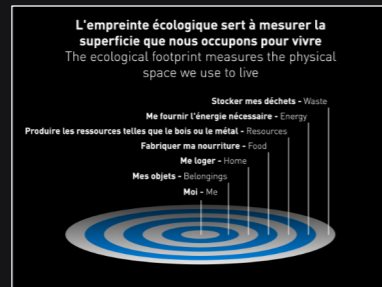 L'empreinte écologique sert à mesurer la
superficie que nous occupons pour vivre
The ecological footprint measures the physical
space we use to live
Stocker mes déchets - Waste
Me fournir l'énergie nécessaire - Energy
Produire les ressources telles que le bois ou le métal - Resources
Fabriquer ma nourriture - Food
Me loger - Home
Mes objets - Belongings
Moi - Me